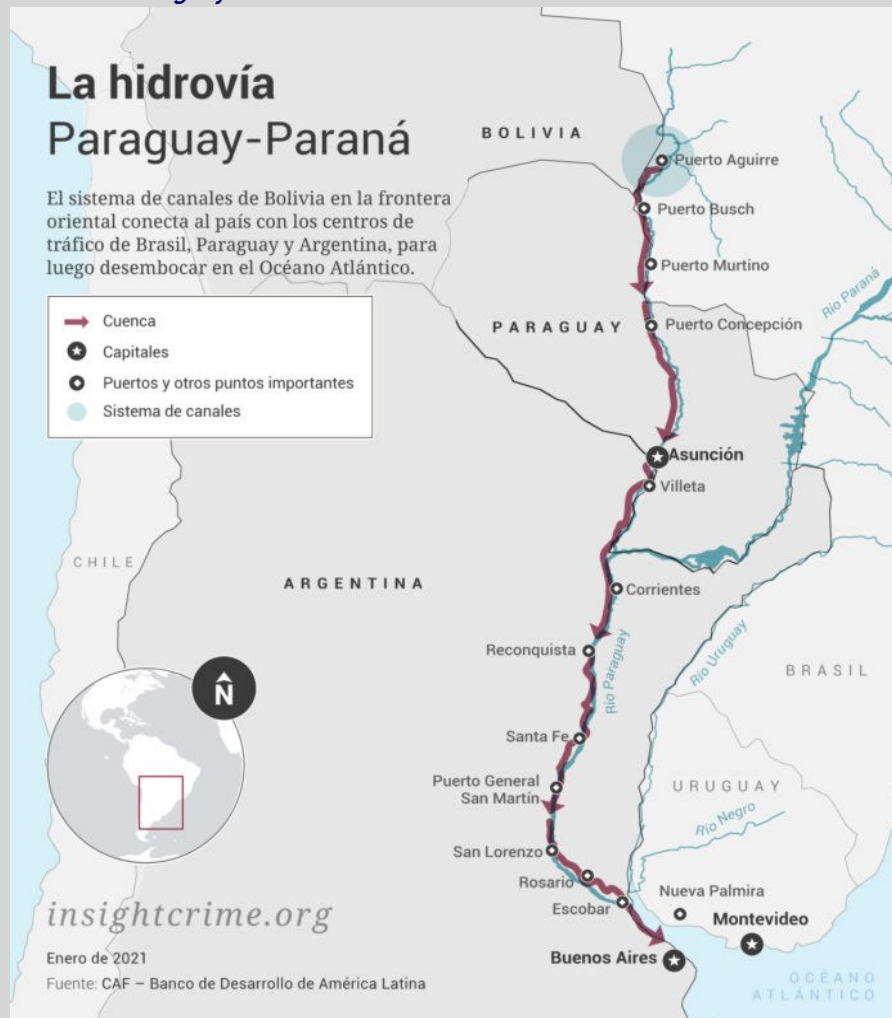 La hidrovía
Paraguay-Paraná
El sistema de canales de Bolivia en la frontera
oriental conecta al país con los centros de
tráfico de Brasil, Paraguay y Argentina, para
luego desembocar en el Océano Atlántico.
Cuenca
Capitales
Puertos y otros puntos importantes
Sistema de canales
BOLIVIA
Puerto Aguirre
Puerto Busch
Puerto Murtino
Río Paraná
PARAGUAY
Puerto Concepción
Asunción
Villeta
CHILE
ARGENTINA
Corrientes
Reconquista
Río Paraguay
Río Uruguay
BRASIL
N
Santa Fe
Puerto General
San Martín
URUGUAY
Río Negro
San Lorenzo
Rosario
Escobar
Nueva Palmira
Montevideo
Buenos Aires
OCÉANO
ATLÁNTICO
insightcrime.org
Enero de 2021
Fuente: CAF – Banco de Desarrollo de América Latina